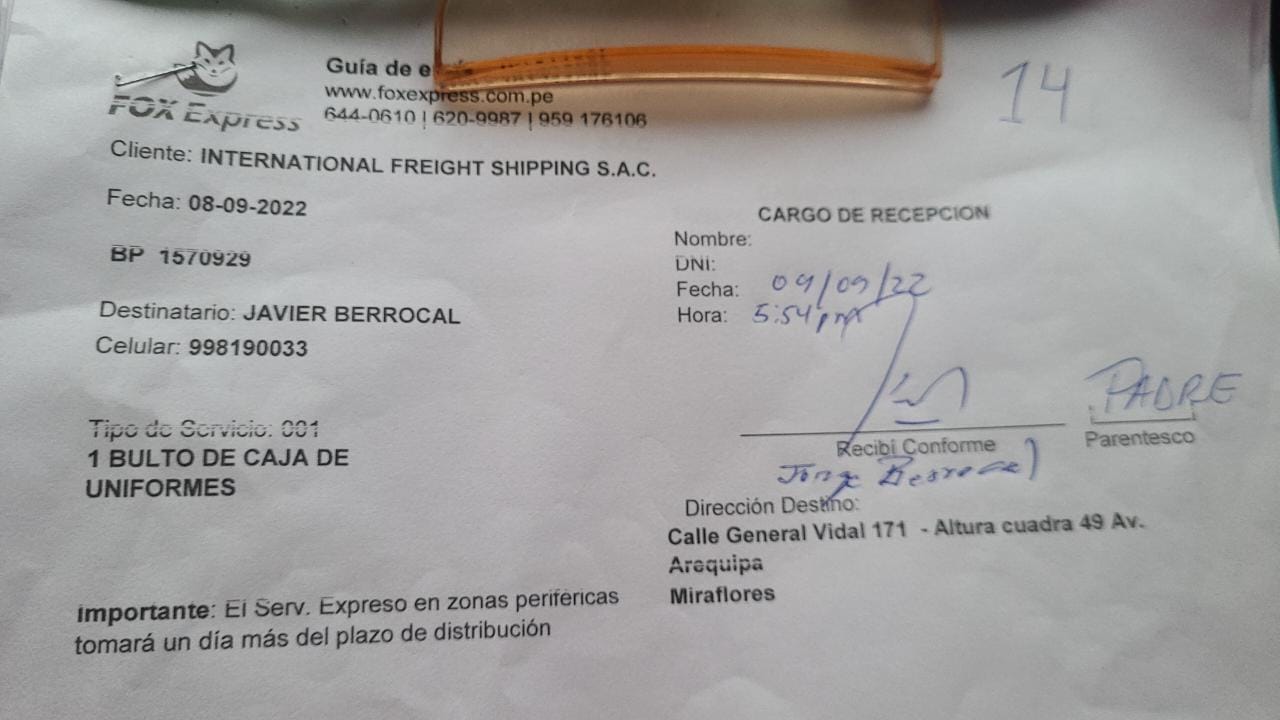 FOX Express
Guía de
www.foxexpress.com.pe
644-0610 | 620-9987 | 959 176106
14
Cliente: INTERNATIONAL FREIGHT SHIPPING S.A.C.
Fecha: 08-09-2022
BP 1570929
Destinatario: JAVIER BERROCAL
Celular: 998190033
Tipo de Servicio: 001
1 BULTO DE CAJA DE
UNIFORMES
Importante: El Serv. Expreso en zonas periféricas
tomará un día más del plazo de distribución
CARGO DE RECEPCION
Nombre:
DNI:
Fecha: 09/09/22
Hora: 5:54 pm
PADRE
Recibí Conforme
Parentesco
Jorge Berrocal
Dirección Destino:
Calle General Vidal 171 - Altura cuadra 49 Av.
Arequipa
Miraflores